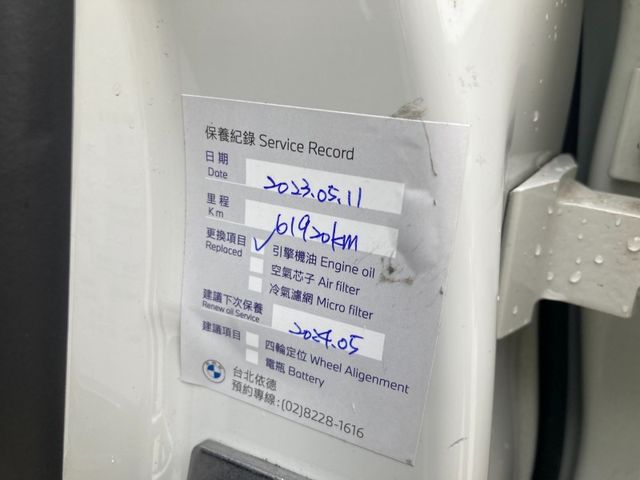 保養紀錄 Service Record
日期 2023.05.11
Date
里程 61920km
Km
更換項目 ✓ 引擎機油 Engine oil
Replaced 空氣芯子 Air filter
冷氣濾網 Micro filter
建議下次保養 2024.05
Renew oil Service
建議項目 四輪定位 Wheel Aligenment
電瓶 Battery
台北依德
預約專線:(02)8228-1616